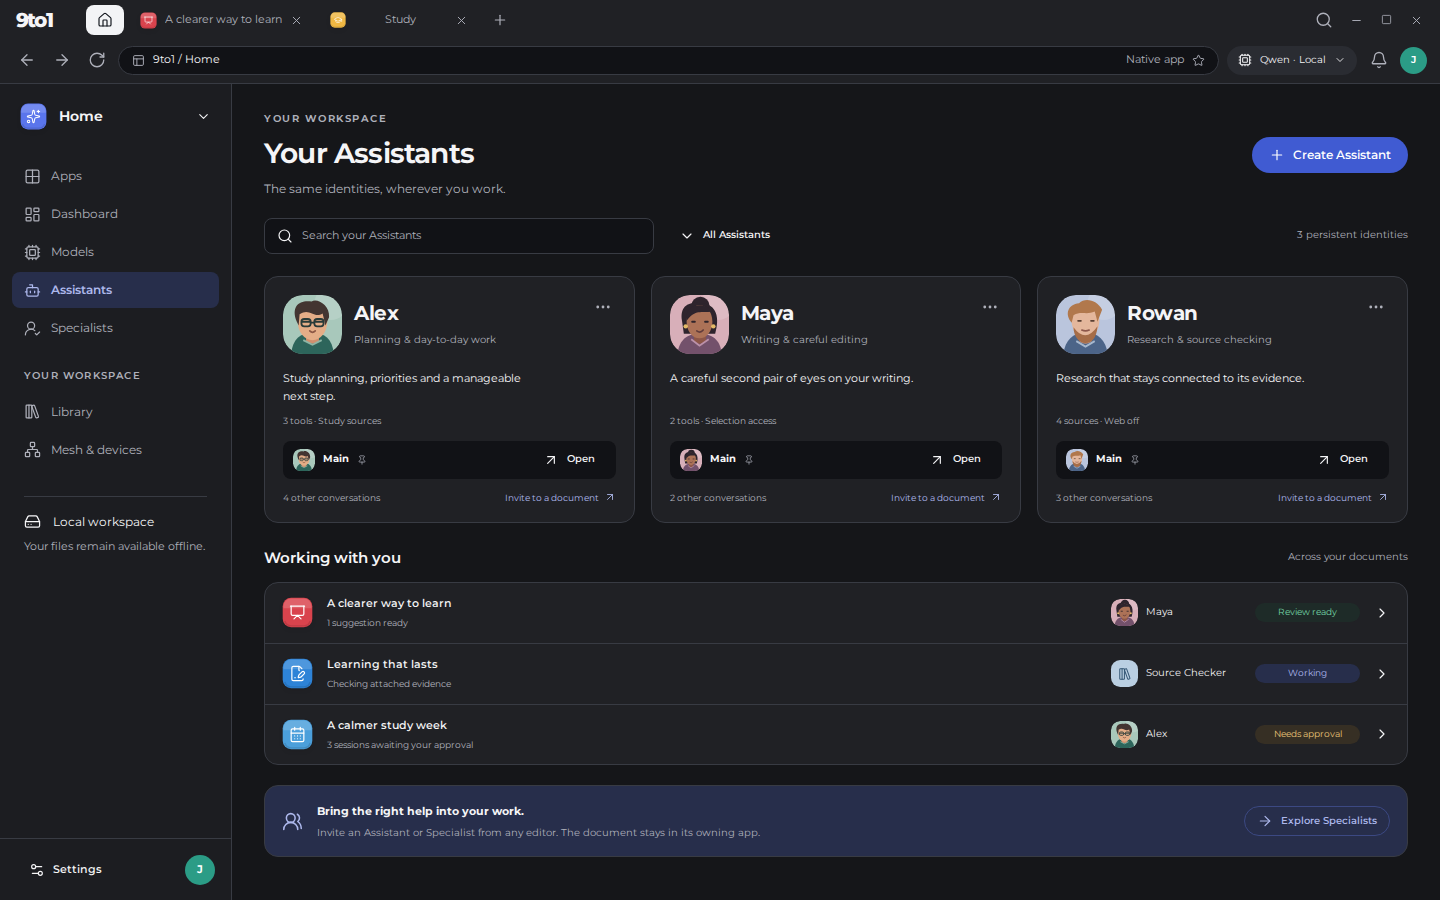 9to1
A clearer way to learn
Study
9to1 / Home
Native app
Qwen · Local
J
Home
Apps
Dashboard
Models
Assistants
Specialists
YOUR WORKSPACE
Library
Mesh & devices
Local workspace
Your files remain available offline.
Settings
J
YOUR WORKSPACE
Your Assistants
The same identities, wherever you work.
Create Assistant
Search your Assistants
All Assistants
3 persistent identities
Alex
Planning & day-to-day work
Study planning, priorities and a manageable
next step.
3 tools · Study sources
Main
Open
4 other conversations
Invite to a document
Maya
Writing & careful editing
A careful second pair of eyes on your writing.
2 tools · Selection access
Main
Open
2 other conversations
Invite to a document
Rowan
Research & source checking
Research that stays connected to its evidence.
4 sources · Web off
Main
Open
3 other conversations
Invite to a document
Working with you
Across your documents
A clearer way to learn
1 suggestion ready
Maya
Review ready
Learning that lasts
Checking attached evidence
Source Checker
Working
A calmer study week
3 sessions awaiting your approval
Alex
Needs approval
Bring the right help into your work.
Invite an Assistant or Specialist from any editor. The document stays in its owning app.
Explore Specialists